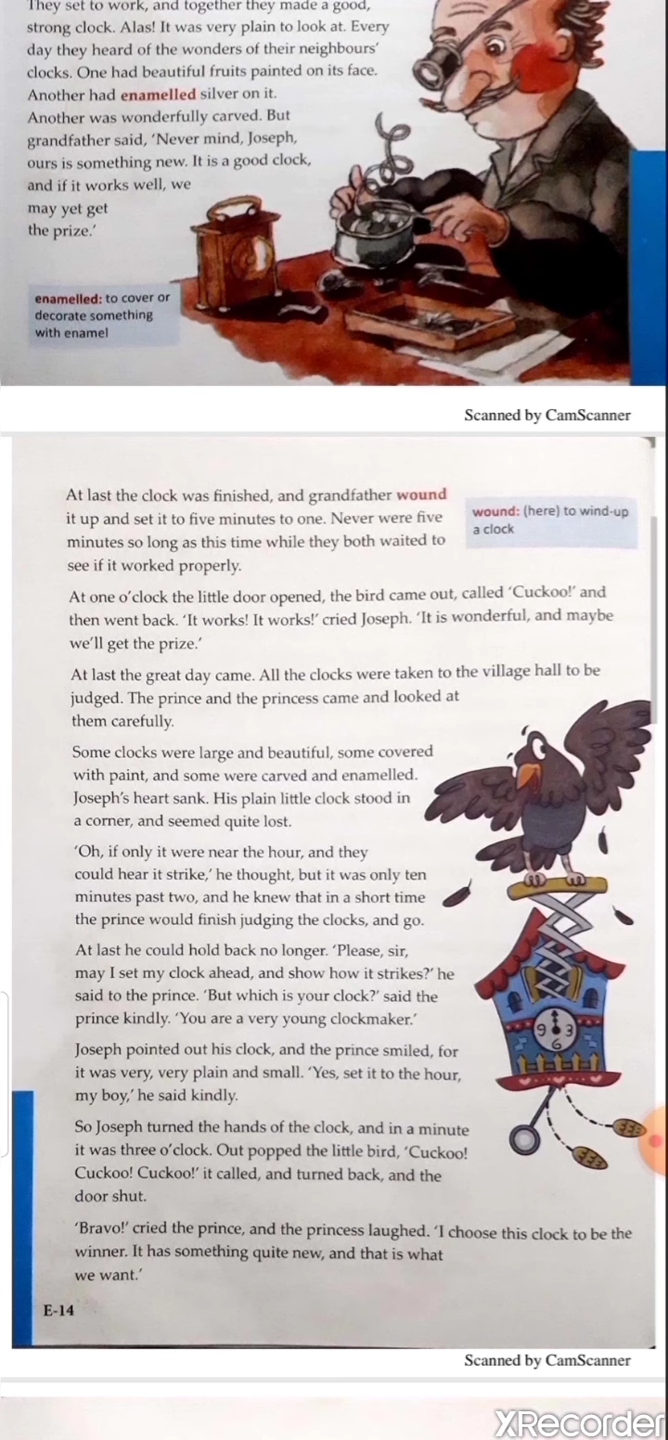 They set to work, and together they made a good,
strong clock. Alas! It was very plain to look at. Every
day they heard of the wonders of their neighbours'
clocks. One had beautiful fruits painted on its face.
Another had enamelled silver on it.
Another was wonderfully carved. But
grandfather said, 'Never mind, Joseph,
ours is something new. It is a good clock,
and if it works well, we
may yet get
the prize.'
enamelled: to cover or
decorate something
with enamel
Scanned by CamScanner
At last the clock was finished, and grandfather wound
it up and set it to five minutes to one. Never were five
minutes so long as this time while they both waited to
see if it worked properly.
wound: (here) to wind-up
a clock
At one o'clock the little door opened, the bird came out, called 'Cuckoo!' and
then went back. 'It works! It works!' cried Joseph. 'It is wonderful, and maybe
we'll get the prize.'
At last the great day came. All the clocks were taken to the village hall to be
judged. The prince and the princess came and looked at
them carefully.
Some clocks were large and beautiful, some covered
with paint, and some were carved and enamelled.
Joseph's heart sank. His plain little clock stood in
a corner, and seemed quite lost.
'Oh, if only it were near the hour, and they
could hear it strike,' he thought, but it was only ten
minutes past two, and he knew that in a short time
the prince would finish judging the clocks, and go.
At last he could hold back no longer. 'Please, sir,
may I set my clock ahead, and show how it strikes?' he
said to the prince. 'But which is your clock?' said the
prince kindly. 'You are a very young clockmaker.'
Joseph pointed out his clock, and the prince smiled, for
it was very, very plain and small. 'Yes, set it to the hour,
my boy,' he said kindly.
9 3
6
So Joseph turned the hands of the clock, and in a minute
it was three o'clock. Out popped the little bird, 'Cuckoo!
Cuckoo! Cuckoo!' it called, and turned back, and the
door shut.
'Bravo!' cried the prince, and the princess laughed. 'I choose this clock to be the
winner. It has something quite new, and that is what
we want.'
E-14
Scanned by CamScanner
XRecorder